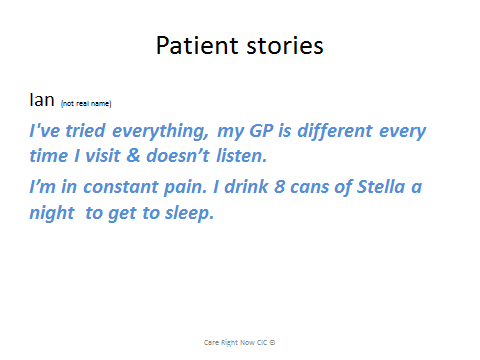 Patient stories
Ian (not real name)
I've tried everything, my GP is different every
time I visit & doesn’t listen.
I’m in constant pain. I drink 8 cans of Stella a
night  to get to sleep.
Care Right Now CIC ©